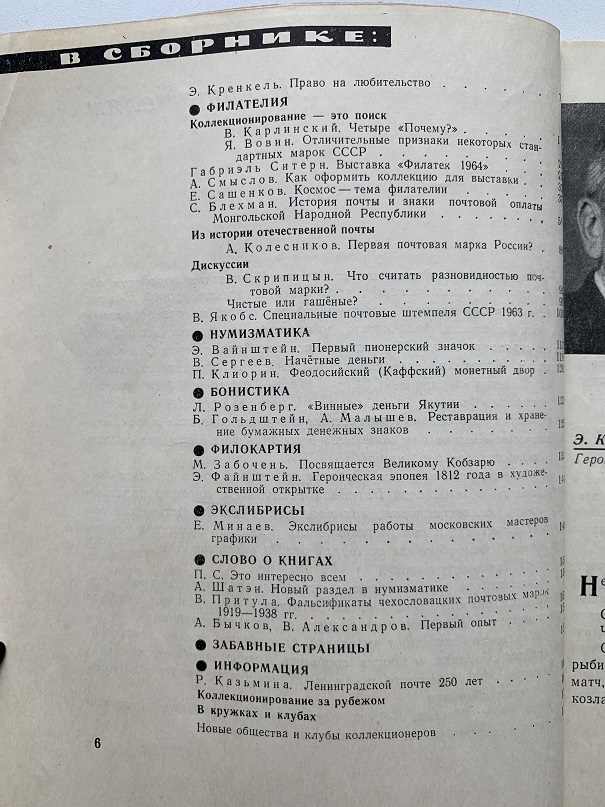 В СБОРНИКЕ:
Э. Кренкель. Право на любительство
● ФИЛАТЕЛИЯ
Коллекционирование — это поиск
В. Карлинский. Четыре «Почему?»
Я. Вовин. Отличительные признаки некоторых стан-
дартных марок СССР
Габриэль Ситерн. Выставка «Филатек 1964»
А. Смыслов. Как оформить коллекцию для выставки
Е. Сашенков. Космос — тема филателии
С. Блехман. История почты и знаки почтовой оплаты
Монгольской Народной Республики
Из истории отечественной почты
А. Колесников. Первая почтовая марка России?
Дискуссии
В. Скрипицын. Что считать разновидностью поч-
товой марки?
Чистые или гашёные?
В. Якобс. Специальные почтовые штемпеля СССР 1963 г.
● НУМИЗМАТИКА
Э. Вайнштейн. Первый пионерский значок
В. Сергеев. Начётные деньги
П. Клиорин. Феодосийский (Каффский) монетный двор
● БОНИСТИКА
Л. Розенберг. «Винные» деньги Якутии
Б. Гольдштейн, А. Малышев. Реставрация и хране-
ние бумажных денежных знаков
● ФИЛОКАРТИЯ
М. Забочень. Посвящается Великому Кобзарю
Э. Файнштейн. Героическая эпопея 1812 года в художе-
ственной открытке
● ЭКСЛИБРИСЫ
Е. Минаев. Экслибрисы работы московских мастеров
графики
● СЛОВО О КНИГАХ
П. С. Это интересно всем
А. Шатэн. Новый раздел в нумизматике
В. Притула. Фальсификаты чехословацких почтовых марок
1919—1938 гг.
А. Бычков, В. Александров. Первый опыт
● ЗАБАВНЫЕ СТРАНИЦЫ
● ИНФОРМАЦИЯ
Р. Казьмина. Ленинградской почте 250 лет
Коллекционирование за рубежом
В кружках и клубах
Новые общества и клубы коллекционеров
6
Э. К
Геро
Не
С
Ч
С
рыби
матч,
козла